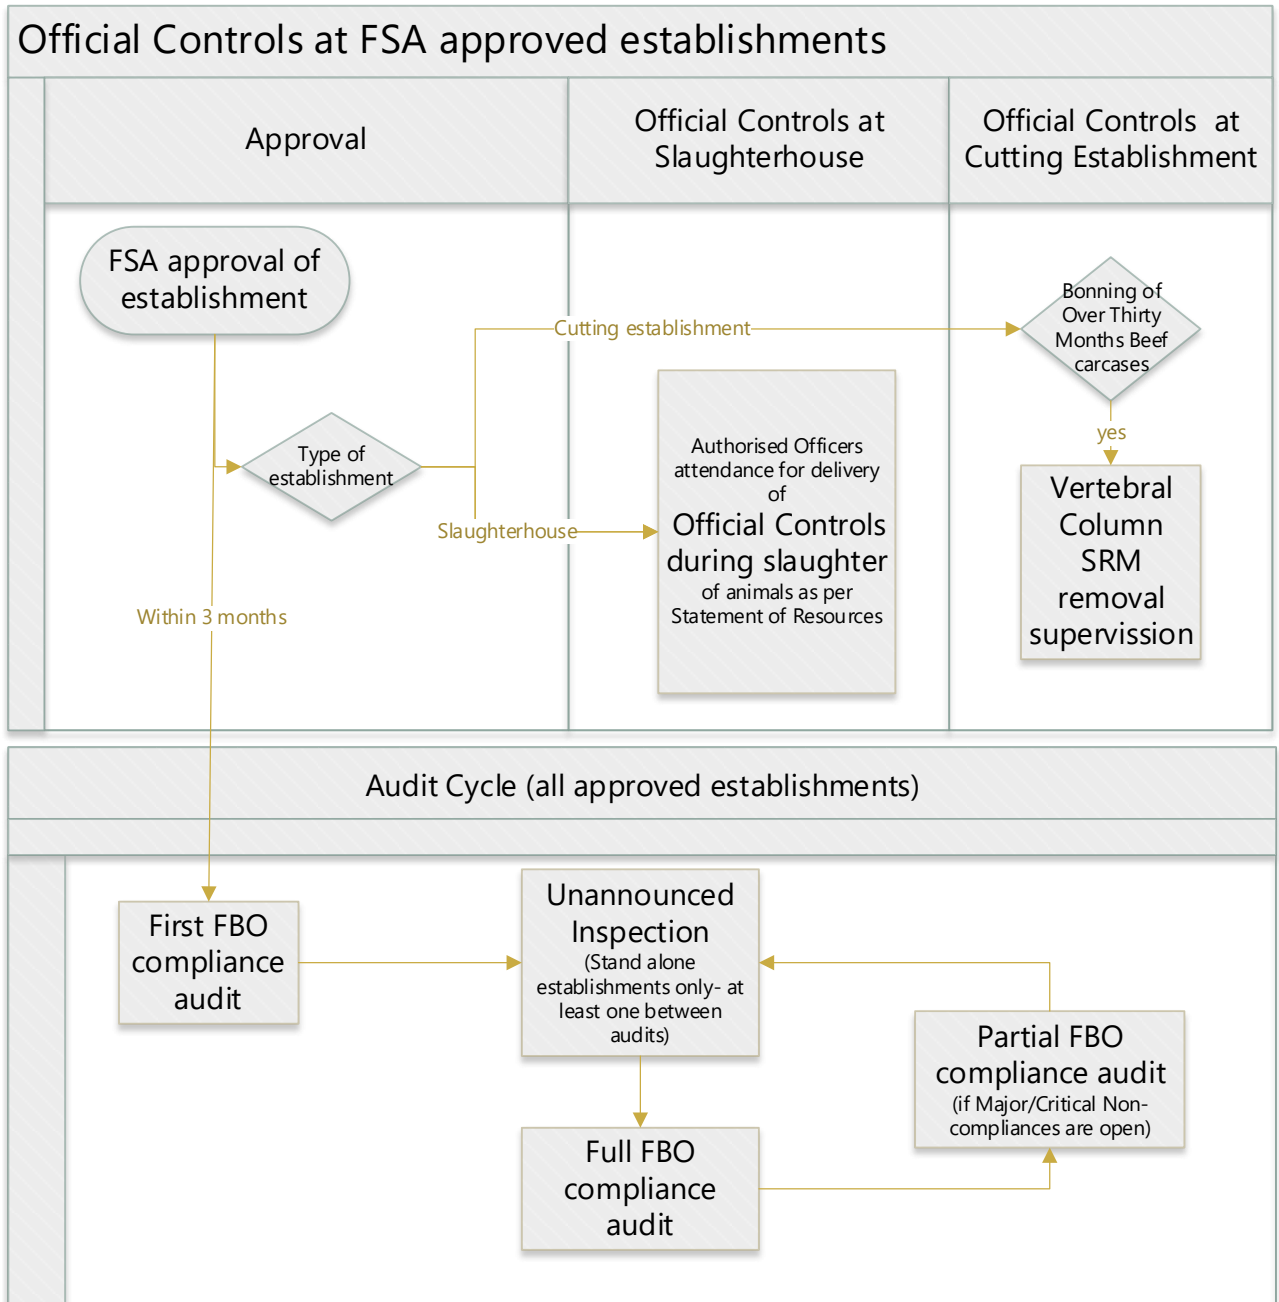 Official Controls at FSA approved establishments
Approval
Official Controls at
Slaughterhouse
Official Controls at
Cutting Establishment
FSA approval of
establishment
Cutting establishment
Bonning of
Over Thirty
Months Beef
carcases
yes
Type of
establishment
Slaughterhouse
Authorised Officers
attendance for delivery
of
Official Controls
during slaughter
of animals as per
Statement of Resources
Vertebral
Column
SRM
removal
supervission
Within 3 months
Audit Cycle (all approved establishments)
First FBO
compliance
audit
Unannounced
Inspection
(Stand alone
establishments only- at
least one between
audits)
Full FBO
compliance
audit
Partial FBO
compliance audit
(if Major/Critical Non-
compliances are open)